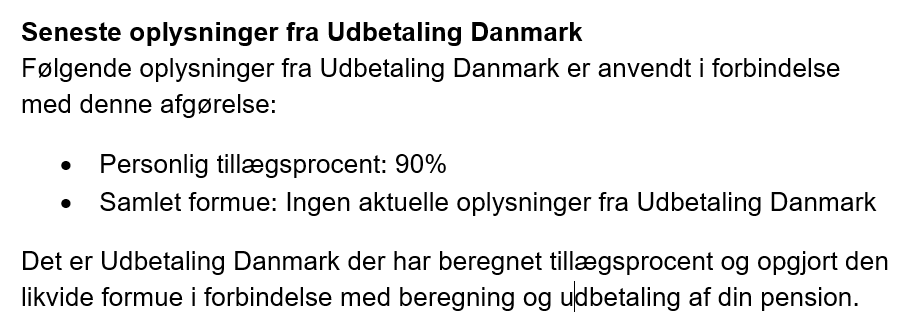 Seneste oplysninger fra Udbetaling Danmark
Følgende oplysninger fra Udbetaling Danmark er anvendt i forbindelse
med denne afgørelse:
• Personlig tillægsprocent: 90%
• Samlet formue: Ingen aktuelle oplysninger fra Udbetaling Danmark
Det er Udbetaling Danmark der har beregnet tillægsprocent og opgjort den
likvide formue i forbindelse med beregning og udbetaling af din pension.